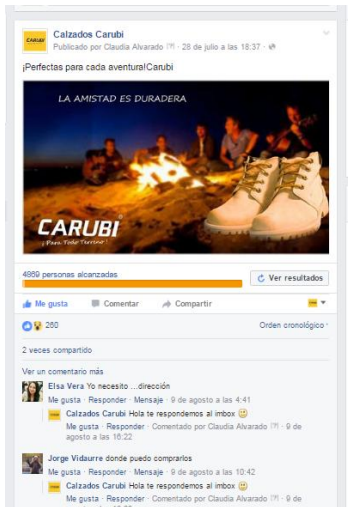 CARUBI
Calzados Carubi
Publicado por Claudia Alvarado [?] · 28 de julio a las 18:37 ·
¡Perfectas para cada aventura!Carubi
LA AMISTAD ES DURADERA
CARUBI
¡ Para Todo Terreno !
4869 personas alcanzadas
Ver resultados
Me gusta Comentar Compartir
260
Orden cronológico
2 veces compartido
Ver un comentario más
Elsa Vera Yo necesito ...dirección
Me gusta · Responder · Mensaje · 9 de agosto a las 4:41
Calzados Carubi Hola te respondemos al imbox
Me gusta · Responder · Comentado por Claudia Alvarado [?] · 9 de
agosto a las 16:22
Jorge Vidaurre donde puedo comprarlos
Me gusta · Responder · Mensaje · 9 de agosto a las 10:42
Calzados Carubi Hola te respondemos al imbox
Me gusta · Responder · Comentado por Claudia Alvarado [?] · 9 de